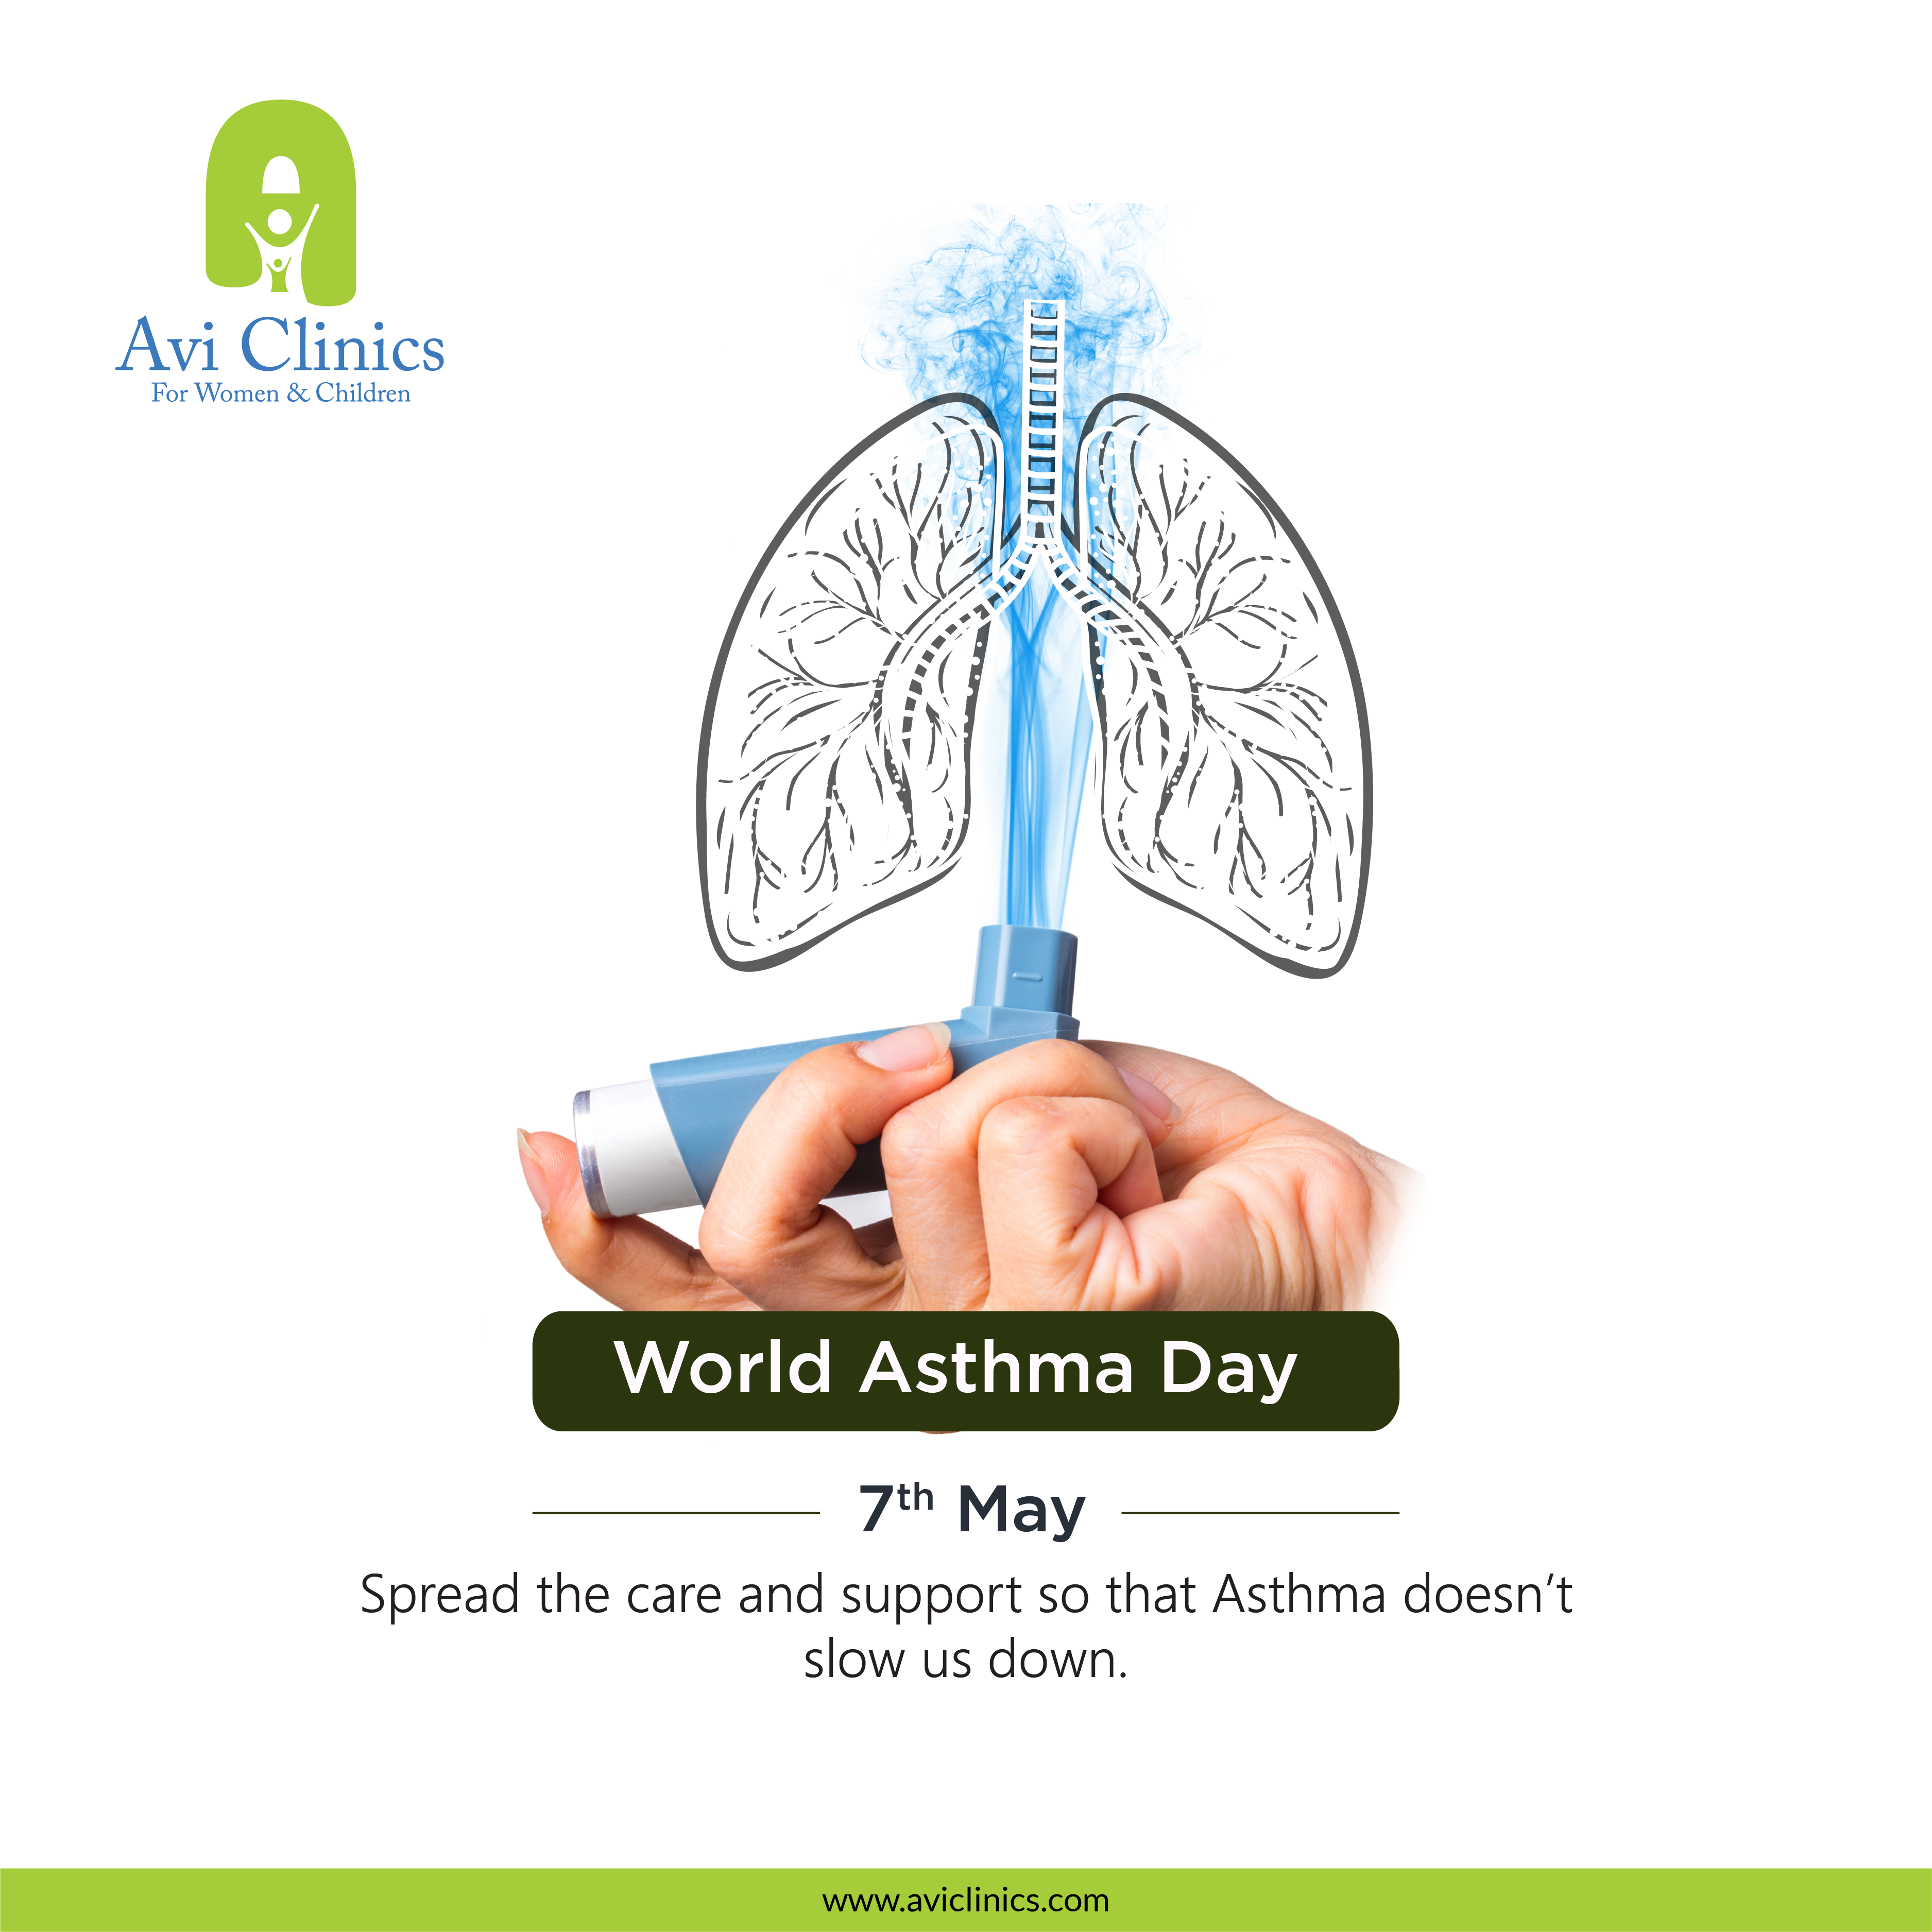 Avi Clinics
For Women & Children
World Asthma Day
7th May
Spread the care and support so that Asthma doesn’t
slow us down.
www.aviclinics.com